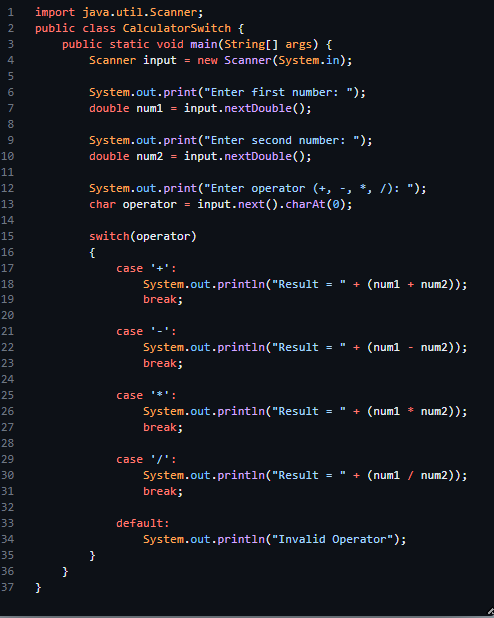 1 import java.util.Scanner;
2 public class CalculatorSwitch {
3     public static void main(String[] args) {
4         Scanner input = new Scanner(System.in);
5
6         System.out.print("Enter first number: ");
7         double num1 = input.nextDouble();
8
9         System.out.print("Enter second number: ");
10         double num2 = input.nextDouble();
11
12         System.out.print("Enter operator (+, -, *, /): ");
13         char operator = input.next().charAt(0);
14
15         switch(operator)
16         {
17             case '+':
18                 System.out.println("Result = " + (num1 + num2));
19                 break;
20
21             case '-':
22                 System.out.println("Result = " + (num1 - num2));
23                 break;
24
25             case '*':
26                 System.out.println("Result = " + (num1 * num2));
27                 break;
28
29             case '/':
30                 System.out.println("Result = " + (num1 / num2));
31                 break;
32
33             default:
34                 System.out.println("Invalid Operator");
35         }
36     }
37 }